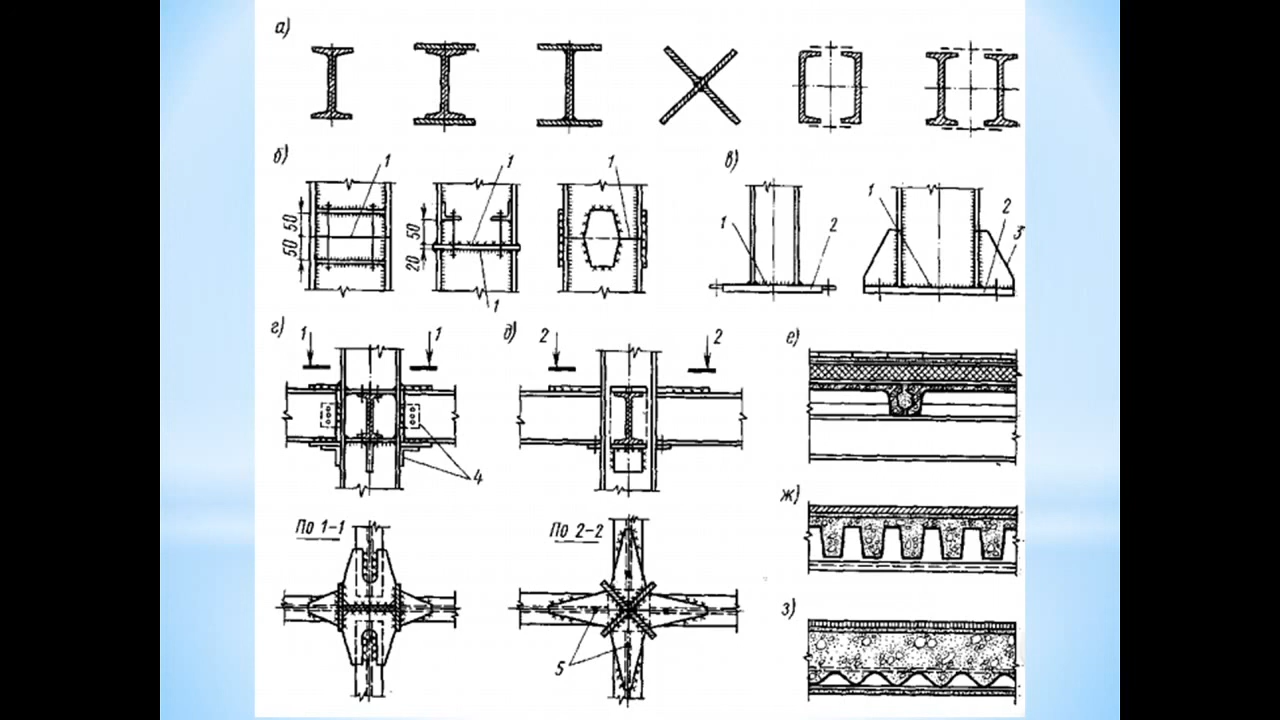 а)
б) 1 1 1 в)
50 50 50 20 1 1 2 1 2 3
г) 1 1 д) 2 2 е)
4
ж)
По 1-1 По 2-2
5 з)